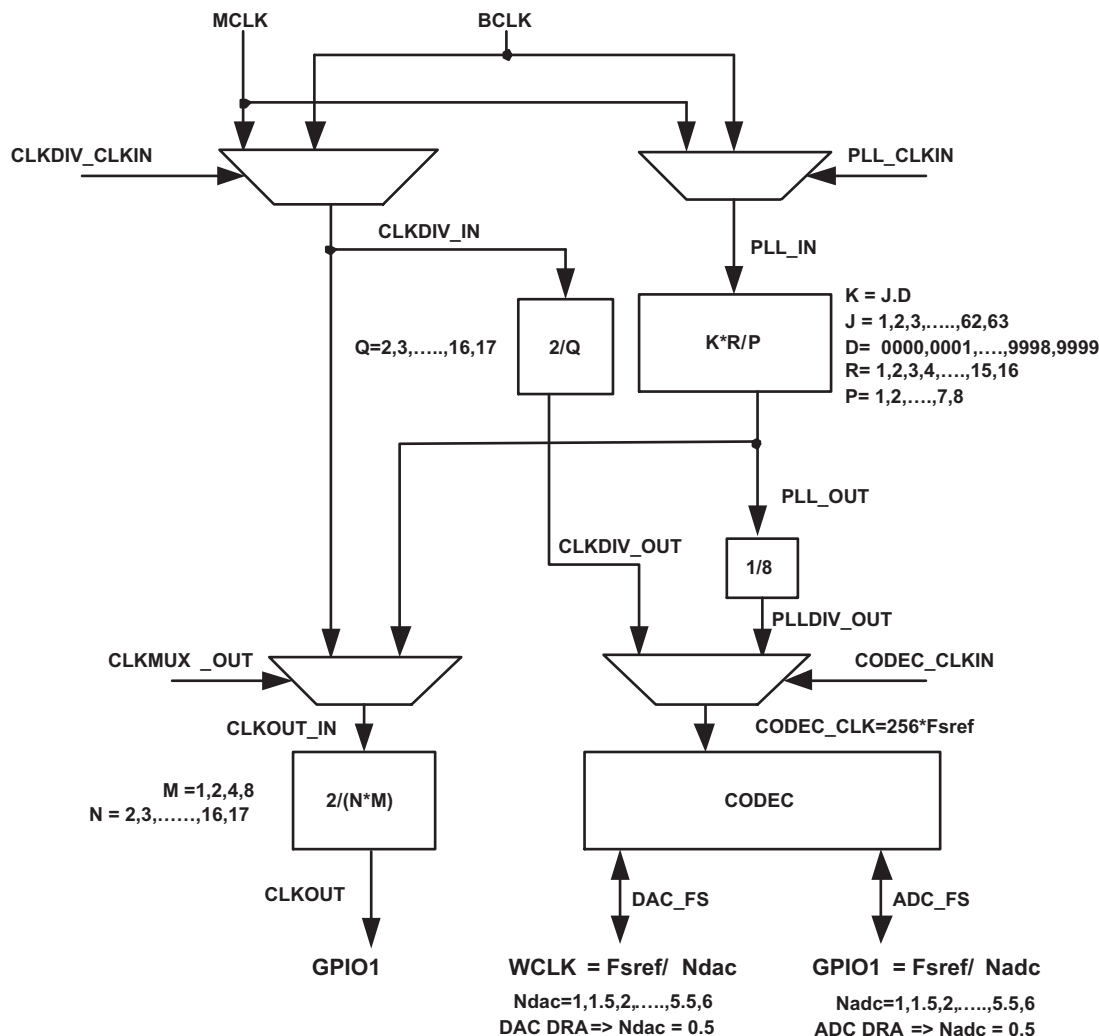 MCLK
BCLK
CLKDIV_CLKIN
PLL_CLKIN
CLKDIV_IN
PLL_IN
K = J.D
J = 1,2,3,…..,62,63
D= 0000,0001,….,9998,9999
R= 1,2,3,4,….,15,16
P= 1,2,….,7,8
K*R/P
Q=2,3,…..,16,17
2/Q
PLL_OUT
CLKDIV_OUT
1/8
PLLDIV_OUT
CLKMUX _OUT
CODEC_CLKIN
CLKOUT_IN
CODEC_CLK=256*Fsref
M =1,2,4,8
N = 2,3,……,16,17
2/(N*M)
CODEC
CLKOUT
DAC_FS
ADC_FS
GPIO1
WCLK = Fsref/ Ndac
GPIO1 = Fsref/ Nadc
Ndac=1,1.5,2,…..,5.5,6
DAC DRA => Ndac = 0.5
Nadc=1,1.5,2,…..,5.5,6
ADC DRA => Nadc = 0.5